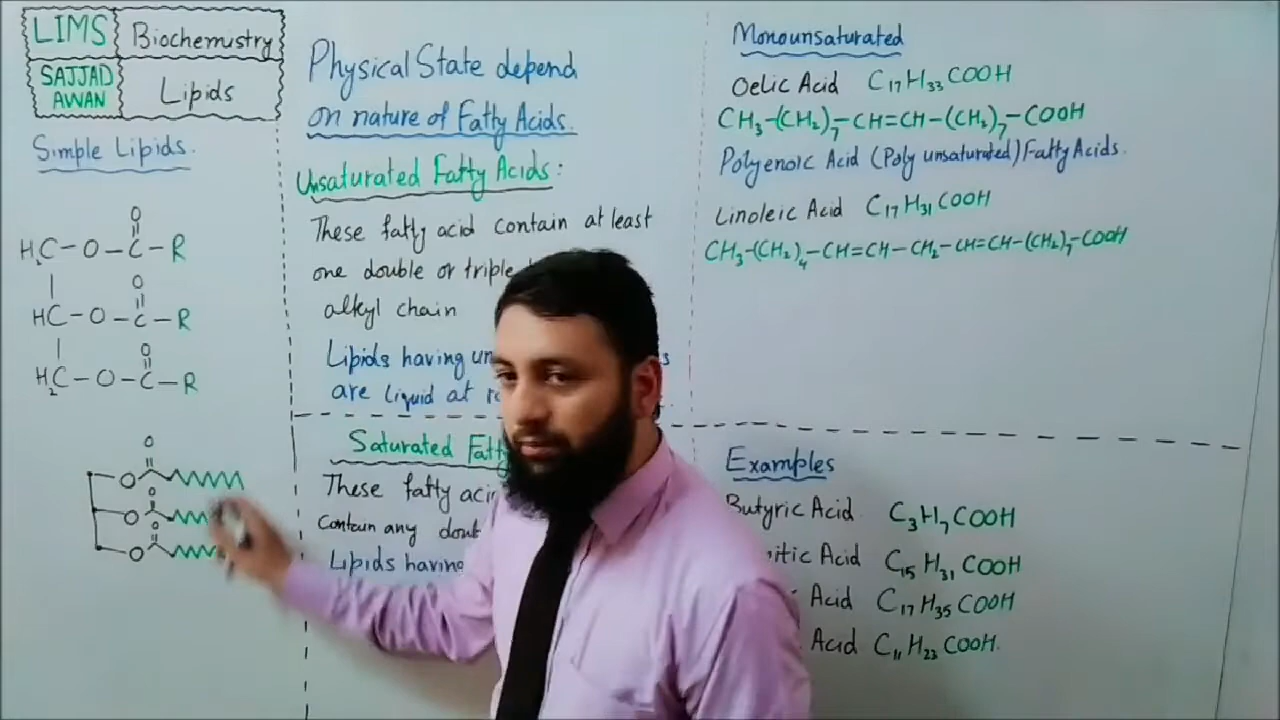 LIMS Biochemistry
SAJJAD AWAN Lipids
Simple Lipids.
O
H₂C-O-C-R
O
HC-O-C-R
O
H₂C-O-C-R
O
O
O
O
O
O
Physical State depend
on nature of Fatty Acids.
Unsaturated Fatty Acids:
These fatty acid contain at least
one double or triple
alkyl chain
Lipids having
are liquid at
Saturated
These fatty
Contain any
Lipids having
Monounsaturated
Oelic Acid C₁₇H₃₃COOH
CH₃-(CH₂)₇-CH=CH-(CH₂)₇-COOH
Polyenoic Acid (Poly unsaturated) Fatty Acids.
Linoleic Acid C₁₇H₃₁COOH
CH₃-(CH₂)₄-CH=CH-CH₂-CH=CH-(CH₂)₇-COOH
Examples
Butyric Acid C₃H₇COOH
Acid C₁₅H₃₁COOH
Acid C₁₇H₃₅COOH
Acid C₁₁H₂₃COOH.